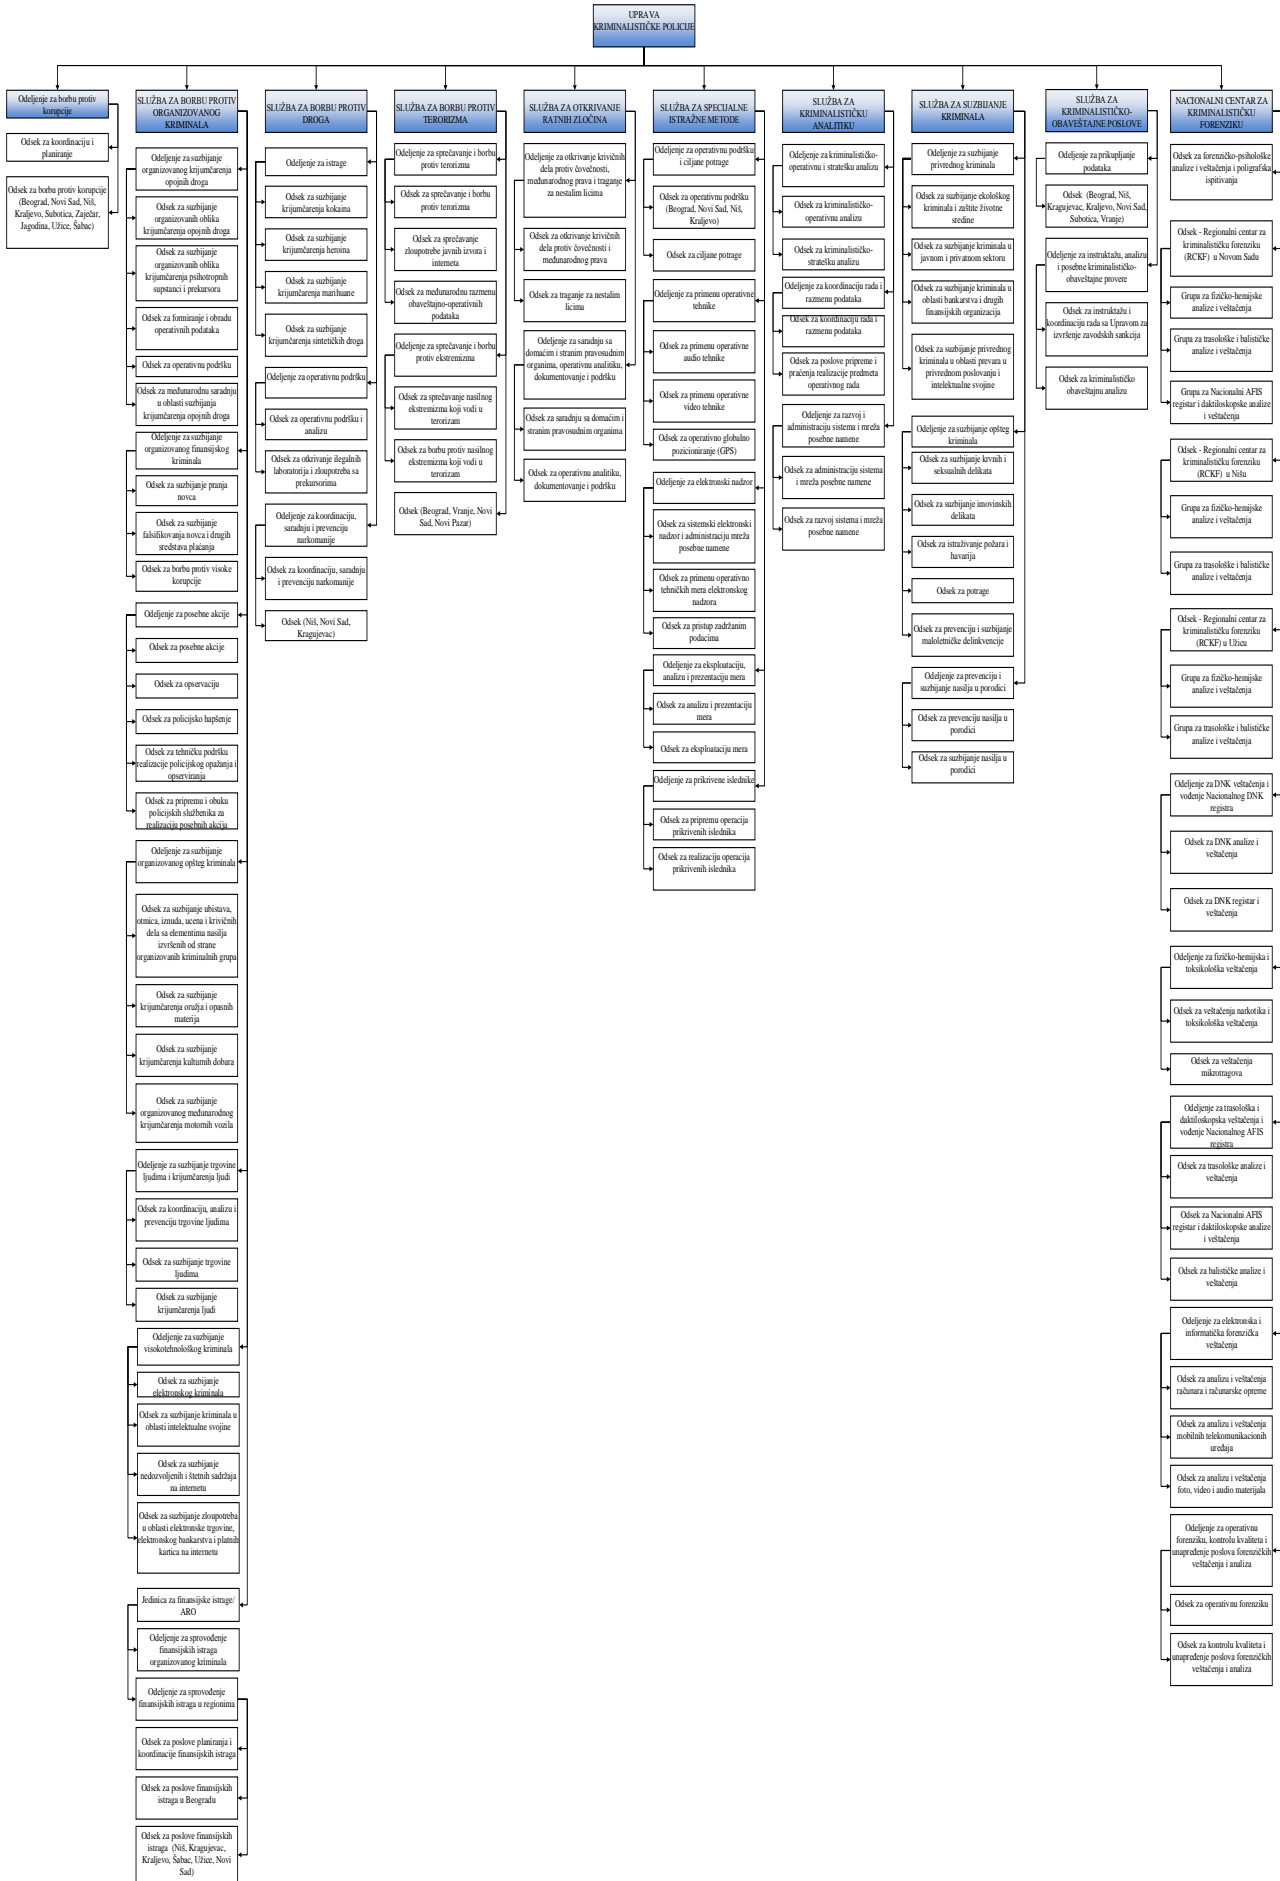 UPRAVA
KRIMINALISTIČKE POLICIJE
Odeljenje za borbu protiv
korupcije
Odsek za koordinaciju i
planiranje
Odsek za borbu protiv korupcije
(Beograd, Novi Sad, Niš,
Kraljevo, Subotica, Zaječar,
Jagodina, Užice, Šabac)
SLUŽBA ZA BORBU PROTIV
ORGANIZOVANOG
KRIMINALA
Odeljenje za suzbijanje
organizovanog krijumčarenja
opojnih droga
Odsek za suzbijanje
organizovanih oblika
krijumčarenja opojnih droga
Odsek za suzbijanje
organizovanih oblika
krijumčarenja psihotropnih
supstanci i prekursora
Odsek za formiranje i obradu
operativnih podataka
Odsek za operativnu podršku
Odsek za međunarodnu saradnju
u oblasti suzbijanja
krijumčarenja opojnih droga
Odeljenje za suzbijanje
organizovanog finansijskog
kriminala
Odsek za suzbijanje pranja
novca
Odsek za suzbijanje
falsifikovanja novca i drugih
sredstava plaćanja
Odsek za borbu protiv visoke
korupcije
Odeljenje za posebne akcije
Odsek za posebne akcije
Odsek za opservaciju
Odsek za policijsko hapšenje
Odsek za tehničku podršku
realizacije policijskog opažanja i
opserviranja
Odsek za pripremu i obuku
policijskih službenika za
realizaciju posebnih akcija
Odeljenje za suzbijanje
organizovanog opšteg kriminala
Odsek za suzbijanje ubistava,
otmica, iznuda, ucena i krivičnih
dela sa elementima nasilja
izvršenih od strane
organizovanih kriminalnih grupa
Odsek za suzbijanje
krijumčarenja oružja i opasnih
materija
Odsek za suzbijanje
krijumčarenja kulturnih dobara
Odsek za suzbijanje
organizovanog međunarodnog
krijumčarenja motornih vozila
Odeljenje za suzbijanje trgovine
ljudima i krijumčarenja ljudi
Odsek za koordinaciju, analizu i
prevenciju trgovine ljudima
Odsek za suzbijanje trgovine
ljudima
Odsek za suzbijanje
krijumčarenja ljudi
Odeljenje za suzbijanje
visokotehnološkog kriminala
Odsek za suzbijanje
elektronskog kriminala
Odsek za suzbijanje kriminala u
oblasti intelektualne svojine
Odsek za suzbijanje
nedozvoljenih i štetnih sadržaja
na internetu
Odsek za suzbijanje zloupotreba
u oblasti elektronske trgovine,
elektronskog bankarstva i platnih
kartica na internetu
Jedinica za finansijske istrage/
ARO
Odeljenje za sprovođenje
finansijskih istraga
organizovanog kriminala
Odeljenje za sprovođenje
finansijskih istraga u regionima
Odsek za poslove planiranja i
koordinacije finansijskih istraga
Odsek za poslove finansijskih
istraga u Beogradu
Odsek za poslove finansijskih
istraga (Niš, Kragujevac,
Kraljevo, Šabac, Užice, Novi
Sad)
SLUŽBA ZA BORBU PROTIV
DROGA
Odeljenje za istrage
Odsek za suzbijanje
krijumčarenja kokaina
Odsek za suzbijanje
krijumčarenja heroina
Odsek za suzbijanje
krijumčarenja marihuane
Odsek za suzbijanje
krijumčarenja sintetičkih droga
Odeljenje za operativnu podršku
Odsek za operativnu podršku i
analizu
Odsek za otkrivanje ilegalnih
laboratorija i zloupotreba sa
prekursorima
Odeljenje za koordinaciju,
saradnju i prevenciju
narkomanije
Odsek za koordinaciju, saradnju
i prevenciju narkomanije
Odsek (Niš, Novi Sad,
Kragujevac)
SLUŽBA ZA BORBU PROTIV
TERORIZMA
Odeljenje za sprečavanje i borbu
protiv terorizma
Odsek za sprečavanje i borbu
protiv terorizma
Odsek za sprečavanje
zloupotrebe javnih izvora i
interneta
Odsek za međunarodnu razmenu
obaveštajno-operativnih
podataka
Odeljenje za sprečavanje i borbu
protiv ekstremizma
Odsek za sprečavanje nasilnog
ekstremizma koji vodi u
terorizam
Odsek za borbu protiv nasilnog
ekstremizma koji vodi u
terorizam
Odsek (Beograd, Vranje, Novi
Sad, Novi Pazar)
SLUŽBA ZA OTKRIVANJE
RATNIH ZLOČINA
Odeljenje za otkrivanje krivičnih
dela protiv čovečnosti,
međunarodnog prava i traganje
za nestalim licima
Odsek za otkrivanje krivičnih
dela protiv čovečnosti i
međunarodnog prava
Odsek za traganje za nestalim
licima
Odeljenje za saradnju sa
domaćim i stranim pravosudnim
organima, operativnu analitiku,
dokumentovanje i podršku
Odsek za saradnju sa domaćim i
stranim pravosudnim organima
Odsek za operativnu analitiku,
dokumentovanje i podršku
SLUŽBA ZA SPECIJALNE
ISTRAŽNE METODE
Odeljenje za operativnu podršku
i ciljane potrage
Odsek za operativnu podršku
(Beograd, Novi Sad, Niš,
Kraljevo)
Odsek za ciljane potrage
Odeljenje za primenu operativne
tehnike
Odsek za primenu operativne
audio tehnike
Odsek za primenu operativne
video tehnike
Odsek za operativno globalno
pozicioniranje (GPS)
Odeljenje za elektronski nadzor
Odsek za sistemski elektronski
nadzor i administraciju mreža
posebne namene
Odsek za primenu operativno
tehničkih mera elektronskog
nadzora
Odsek za pristup zadržanim
podacima
Odeljenje za eksploataciju,
analizu i prezentaciju mera
Odsek za analizu i prezentaciju
mera
Odsek za eksploataciju mera
Odeljenje za prikrivene islednike
Odsek za pripremu operacija
prikrivenih islednika
Odsek za realizaciju operacija
prikrivenih islednika
SLUŽBA ZA
KRIMINALISTIČKU
ANALITIKU
Odeljenje za kriminalističko-
operativnu i stratešku analizu
Odsek za kriminalističko-
operativnu analizu
Odsek za kriminalističko-
stratešku analizu
Odeljenje za koordinaciju rada i
razmenu podataka
Odsek za koordinaciju rada i
razmenu podataka
Odsek za poslove pripreme i
praćenja realizacije predmeta
operativnog rada
Odeljenje za razvoj i
administraciju sistema i mreža
posebne namene
Odsek za administraciju sistema
i mreža posebne namene
Odsek za razvoj sistema i mreža
posebne namene
SLUŽBA ZA SUZBIJANJE
KRIMINALA
Odeljenje za suzbijanje
privrednog kriminala
Odsek za suzbijanje ekološkog
kriminala i zaštite životne
sredine
Odsek za suzbijanje kriminala u
javnom i privatnom sektoru
Odsek za suzbijanje kriminala u
oblasti bankarstva i drugih
finansijskih organizacija
Odsek za suzbijanje privrednog
kriminala u oblasti prevara u
privrednom poslovanju i
intelektualne svojine
Odeljenje za suzbijanje opšteg
kriminala
Odsek za suzbijanje krvnih i
seksualnih delikata
Odsek za suzbijanje imovinskih
delikata
Odsek za istraživanje požara i
havarija
Odsek za potrage
Odsek za prevenciju i suzbijanje
maloletničke delinkvencije
Odeljenje za prevenciju i
suzbijanje nasilja u porodici
Odsek za prevenciju nasilja u
porodici
Odsek za suzbijanje nasilja u
porodici
SLUŽBA ZA
KRIMINALISTIČKO-
OBAVEŠTAJNE POSLOVE
Odeljenje za prikupljanje
podataka
Odsek (Beograd, Niš,
Kragujevac, Kraljevo, Novi Sad,
Subotica, Vranje)
Odeljenje za instruktažu, analizu
i posebne kriminalističko-
obaveštajne provere
Odsek za instruktažu i
koordinaciju rada sa Upravom za
izvršenje zavodskih sankcija
Odsek za kriminalističko
obaveštajnu analizu
NACIONALNI CENTAR ZA
KRIMINALISTIČKU
FORENZIKU
Odsek za forenzičko-psihološke
analize i veštačenja i poligrafska
ispitivanja
Odsek - Regionalni centar za
kriminalističku forenziku
(RCKF) u Novom Sadu
Grupa za fizičko-hemijske
analize i veštačenja
Grupa za trasološke i balističke
analize i veštačenja
Grupa za Nacionalni AFIS
registar i daktiloskopske analize
i veštačenja
Odsek - Regionalni centar za
kriminalističku forenziku
(RCKF) u Nišu
Grupa za fizičko-hemijske
analize i veštačenja
Grupa za trasološke i balističke
analize i veštačenja
Odsek - Regionalni centar za
kriminalističku forenziku
(RCKF) u Užicu
Grupa za fizičko-hemijske
analize i veštačenja
Grupa za trasološke i balističke
analize i veštačenja
Odeljenje za DNK veštačenja i
vođenje Nacionalnog DNK
registra
Odsek za DNK analize i
veštačenja
Odsek za DNK registar i
veštačenja
Odeljenje za fizičko-hemijska i
toksikološka veštačenja
Odsek za veštačenja narkotika i
toksikološka veštačenja
Odsek za veštačenja
mikrotragova
Odeljenje za trasološka i
daktiloskopska veštačenja i
vođenje Nacionalnog AFIS
registra
Odsek za trasološke analize i
veštačenja
Odsek za Nacionalni AFIS
registar i daktiloskopske analize
i veštačenja
Odsek za balističke analize i
veštačenja
Odeljenje za elektronska i
informatička forenzička
veštačenja
Odsek za analizu i veštačenja
računara i računarske opreme
Odsek za analizu i veštačenja
mobilnih telekomunikacionih
uređaja
Odsek za analizu i veštačenja
foto, video i audio materijala
Odeljenje za operativnu
forenziku, kontrolu kvaliteta i
unapređenje poslova forenzičkih
veštačenja i analiza
Odsek za operativnu forenziku
Odsek za kontrolu kvaliteta i
unapređenje poslova forenzičkih
veštačenja i analiza